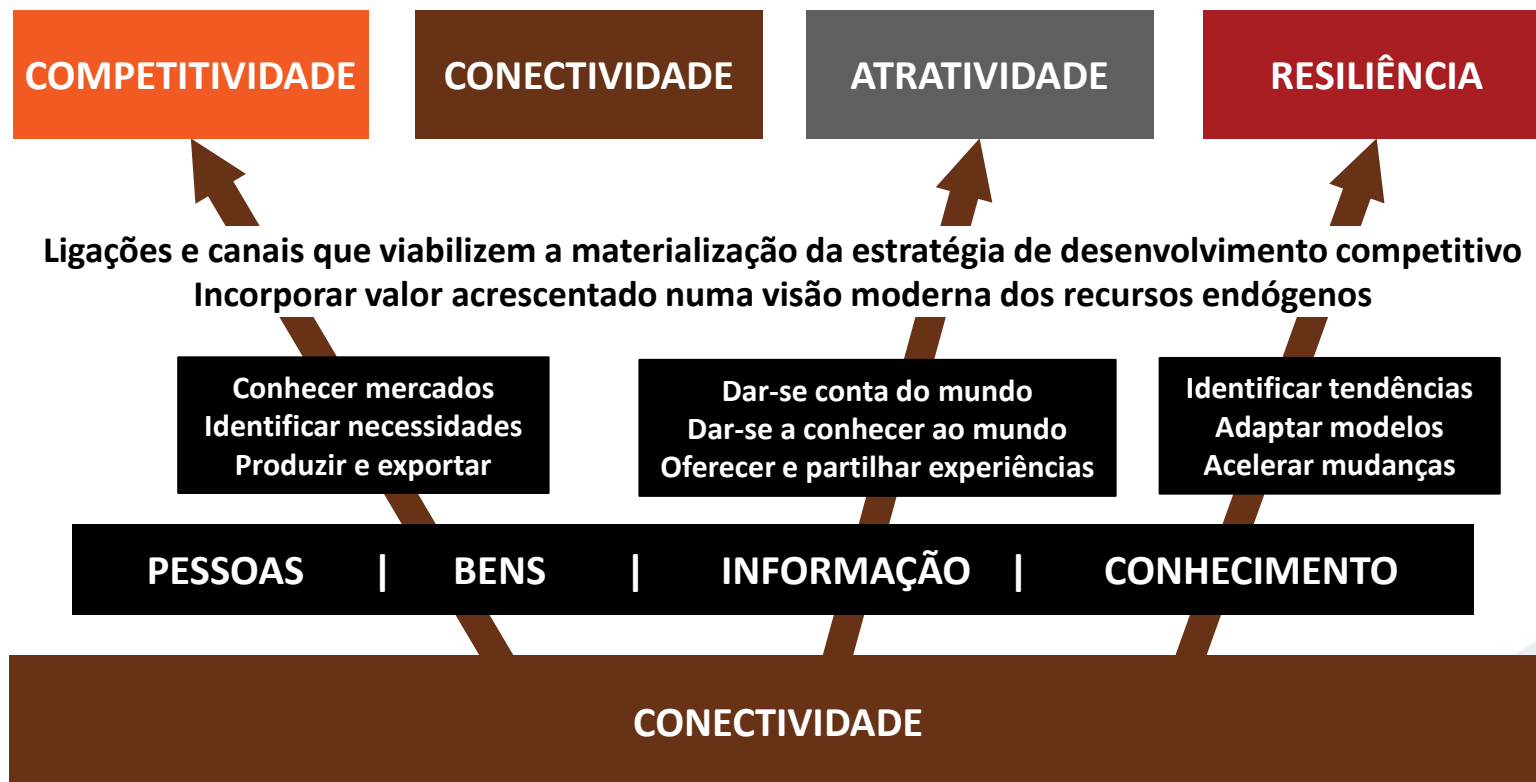 COMPETITIVIDADE
CONECTIVIDADE
ATRATIVIDADE
RESILIÊNCIA
Ligações e canais que viabilizem a materialização da estratégia de desenvolvimento competitivo
Incorporar valor acrescentado numa visão moderna dos recursos endógenos
Conhecer mercados
Identificar necessidades
Produzir e exportar
Dar-se conta do mundo
Dar-se a conhecer ao mundo
Oferecer e partilhar experiências
Identificar tendências
Adaptar modelos
Acelerar mudanças
PESSOAS | BENS | INFORMAÇÃO | CONHECIMENTO
CONECTIVIDADE